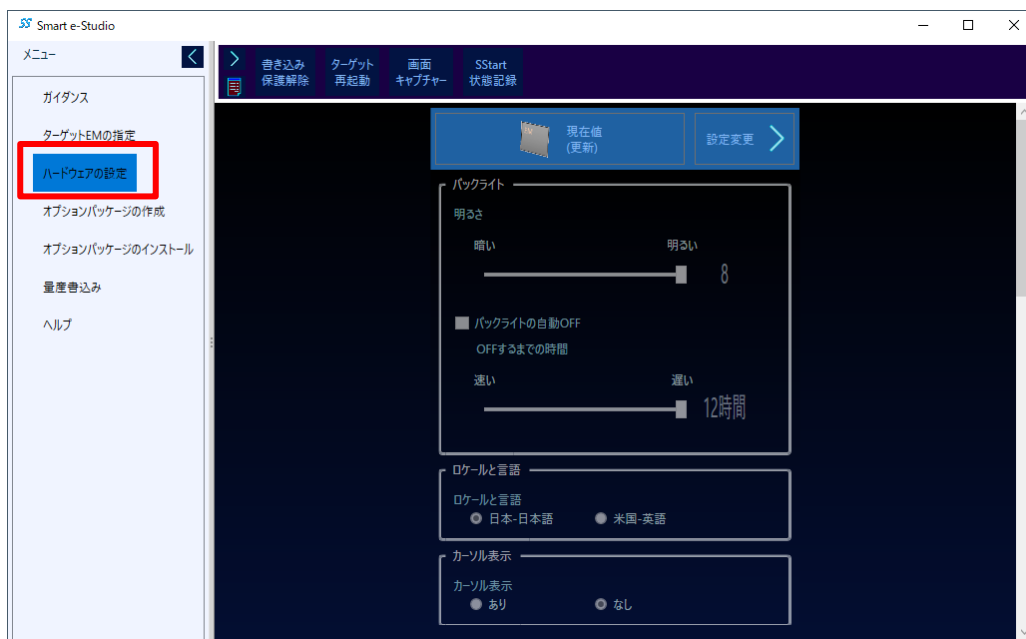 SS Smart e-Studio
メニュー
ガイダンス
ターゲットEMの指定
ハードウェアの設定
オプションパッケージの作成
オプションパッケージのインストール
量産書込み
ヘルプ
書き込み
保護解除
ターゲット
再起動
画面
キャプチャー
SStart
状態記録
現在値
(更新)
設定変更
バックライト
明るさ
暗い 明るい
8
バックライトの自動OFF
OFFするまでの時間
速い 遅い
12時間
ロケールと言語
ロケールと言語
日本-日本語 米国-英語
カーソル表示
カーソル表示
あり なし